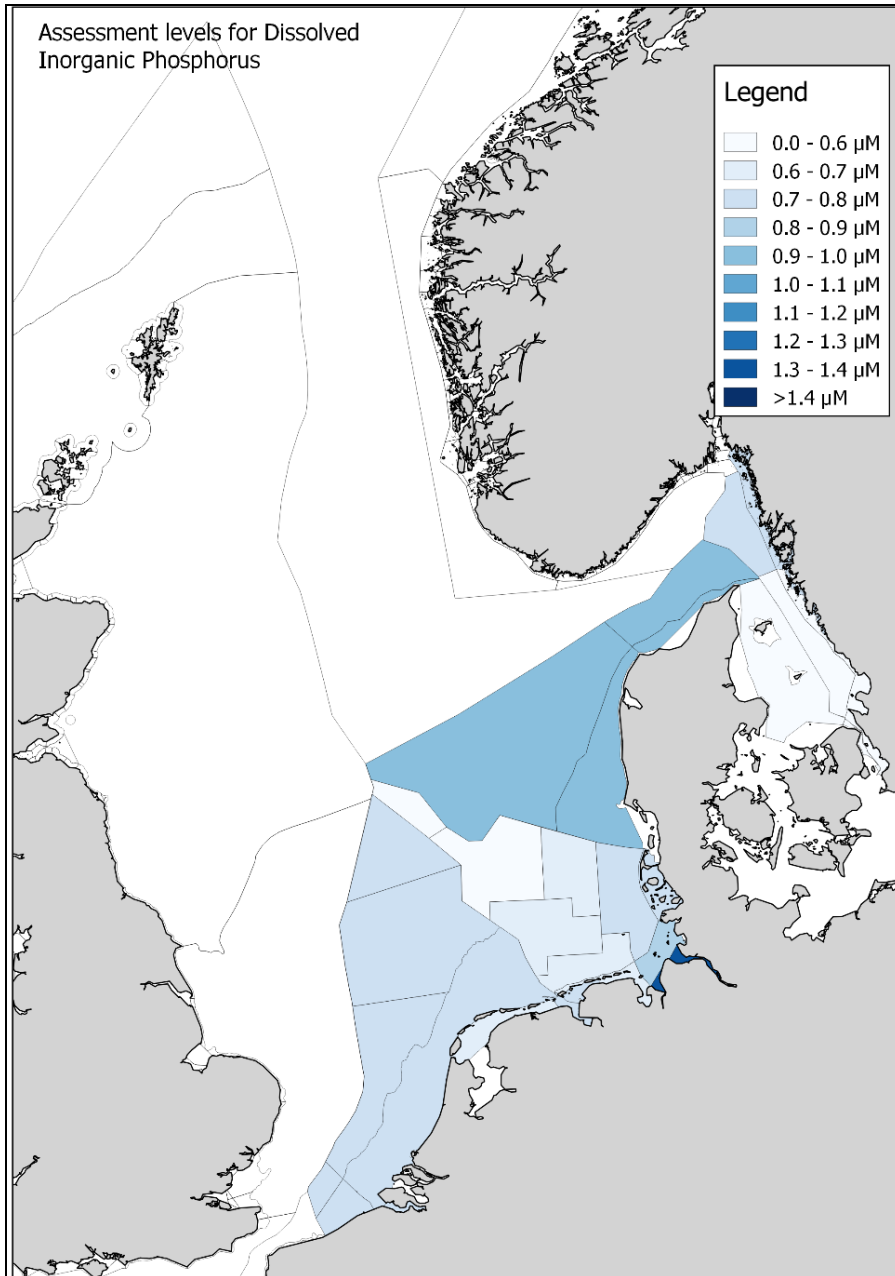 Assessment levels for Dissolved
Inorganic Phosphorus
Legend
0.0 - 0.6 µM
0.6 - 0.7 µM
0.7 - 0.8 µM
0.8 - 0.9 µM
0.9 - 1.0 µM
1.0 - 1.1 µM
1.1 - 1.2 µM
1.2 - 1.3 µM
1.3 - 1.4 µM
>1.4 µM